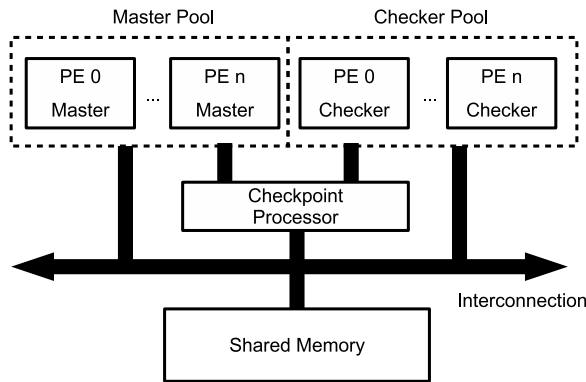 Master Pool
Checker Pool
PE 0
Master
...
PE n
Master
PE 0
Checker
...
PE n
Checker
Checkpoint
Processor
Interconnection
Shared Memory